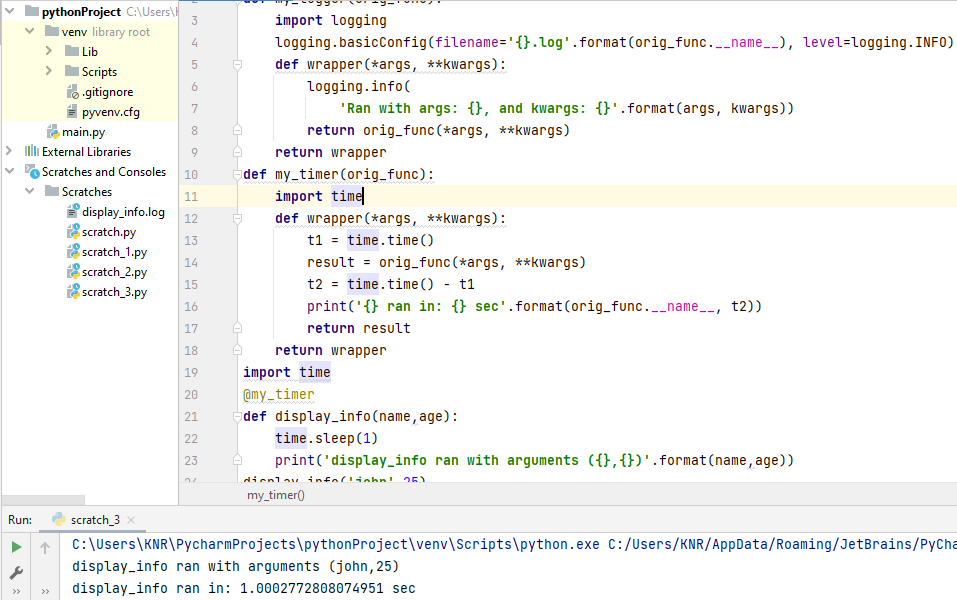 pythonProject C:\Users\K
venv library root
Lib
Scripts
.gitignore
pyvenv.cfg
main.py
External Libraries
Scratches and Consoles
Scratches
display_info.log
scratch.py
scratch_1.py
scratch_2.py
scratch_3.py
2 def my_logger(orig_func):
3 import logging
4 logging.basicConfig(filename='{}.log'.format(orig_func.__name__), level=logging.INFO)
5 def wrapper(*args, **kwargs):
6 logging.info(
7 'Ran with args: {}, and kwargs: {}'.format(args, kwargs))
8 return orig_func(*args, **kwargs)
9 return wrapper
10 def my_timer(orig_func):
11 import time
12 def wrapper(*args, **kwargs):
13 t1 = time.time()
14 result = orig_func(*args, **kwargs)
15 t2 = time.time() - t1
16 print('{} ran in: {} sec'.format(orig_func.__name__, t2))
17 return result
18 return wrapper
19 import time
20 @my_timer
21 def display_info(name,age):
22 time.sleep(1)
23 print('display_info ran with arguments ({},{})'.format(name,age))
24 display_info('john',25)
my_timer()
Run: scratch_3
C:\Users\KNR\PycharmProjects\pythonProject\venv\Scripts\python.exe C:/Users/KNR/AppData/Roaming/JetBrains/PyCha
display_info ran with arguments (john,25)
display_info ran in: 1.0002772808074951 sec